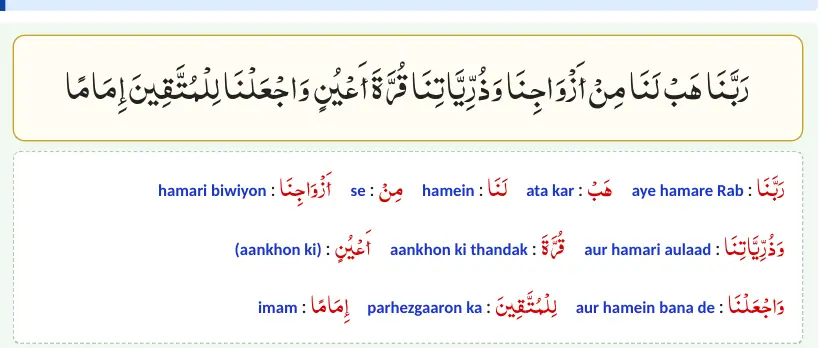 رَبَّنَا هَبْ لَنَا مِنْ أَزْوَاجِنَا وَذُرِّيَّاتِنَا قُرَّةَ أَعْيُنٍ وَاجْعَلْنَا لِلْمُتَّقِينَ إِمَامًا
رَبَّنَا : aye hamare Rab هَبْ : ata kar لَنَا : hamein مِنْ : se أَزْوَاجِنَا : hamari biwiyon
وَذُرِّيَّاتِنَا : aur hamari aulaad قُرَّةَ : aankhon ki thandak أَعْيُنٍ : (aankhon ki)
وَاجْعَلْنَا : aur hamein bana de لِلْمُتَّقِينَ : parhezgaaron ka إِمَامًا : imam